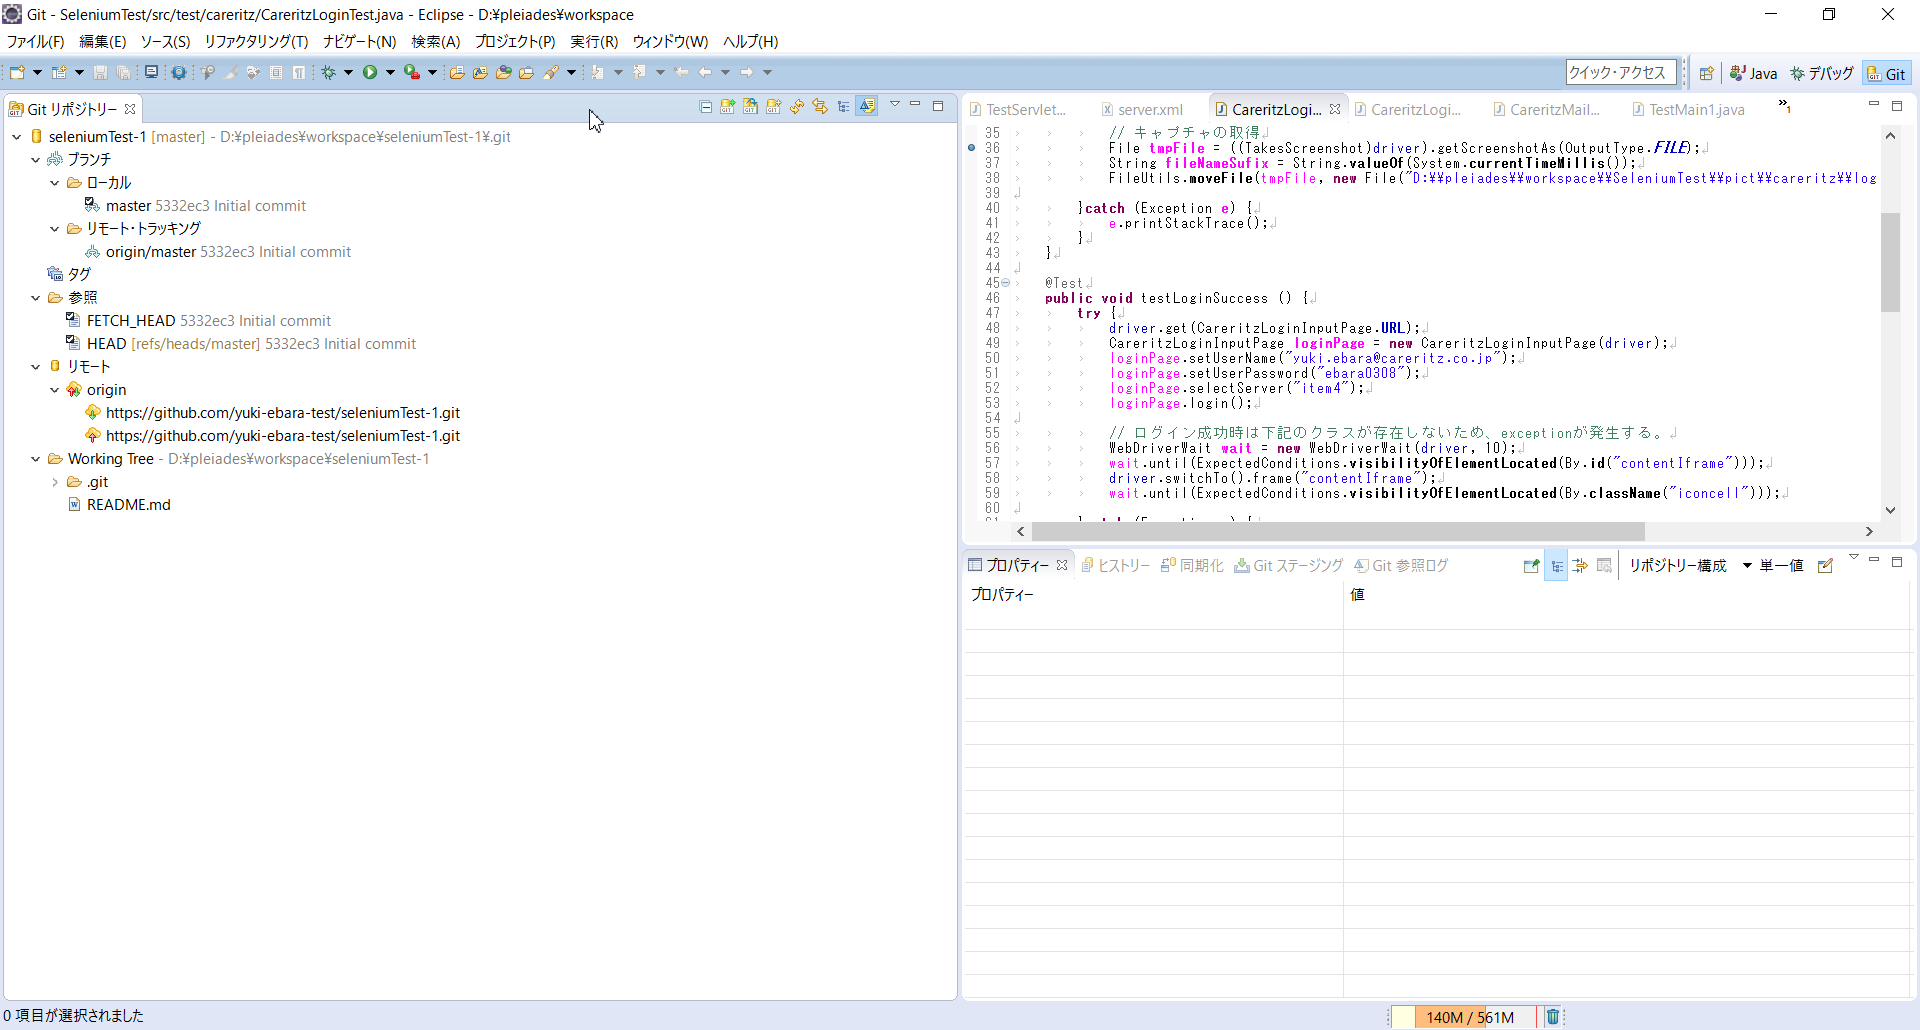 Git - SeleniumTest/src/test/careritz/CareritzLoginTest.java - Eclipse - D:¥pleiades¥workspace
ファイル(F) 編集(E) ソース(S) リファクタリング(T) ナビゲート(N) 検索(A) プロジェクト(P) 実行(R) ウィンドウ(W) ヘルプ(H)
クイック・アクセス Java デバッグ Git
Git リポジトリー
seleniumTest-1 [master] - D:¥pleiades¥workspace¥seleniumTest-1¥.git
ブランチ
ローカル
master 5332ec3 Initial commit
リモート・トラッキング
origin/master 5332ec3 Initial commit
タグ
参照
FETCH_HEAD 5332ec3 Initial commit
HEAD [refs/heads/master] 5332ec3 Initial commit
リモート
origin
https://github.com/yuki-ebara-test/seleniumTest-1.git
https://github.com/yuki-ebara-test/seleniumTest-1.git
Working Tree - D:¥pleiades¥workspace¥seleniumTest-1
.git
README.md
TestServlet... server.xml CareritzLogi... CareritzLogi... CareritzMail... TestMain1.java »1
35 // キャプチャの取得
36 File tmpFile = ((TakesScreenshot)driver).getScreenshotAs(OutputType.FILE);
37 String fileNameSufix = String.valueOf(System.currentTimeMillis());
38 FileUtils.moveFile(tmpFile, new File("D:¥¥pleiades¥¥workspace¥¥SeleniumTest¥¥pict¥¥careritz¥¥log
39
40 }catch (Exception e) {
41 e.printStackTrace();
42 }
43 }
44
45 @Test
46 public void testLoginSuccess () {
47 try {
48 driver.get(CareritzLoginInputPage.URL);
49 CareritzLoginInputPage loginPage = new CareritzLoginInputPage(driver);
50 loginPage.setUserName("yuki.ebara@careritz.co.jp");
51 loginPage.setUserPassword("ebara0308");
52 loginPage.selectServer("item4");
53 loginPage.login();
54
55 // ログイン成功時は下記のクラスが存在しないため、exceptionが発生する。
56 WebDriverWait wait = new WebDriverWait(driver, 10);
57 wait.until(ExpectedConditions.visibilityOfElementLocated(By.id("contentIframe")));
58 driver.switchTo().frame("contentIframe");
59 wait.until(ExpectedConditions.visibilityOfElementLocated(By.className("iconcell")));
60
プロパティー ヒストリー 同期化 Git ステージング Git 参照ログ リポジトリー構成 単一値
プロパティー 値
0 項目が選択されました
140M / 561M